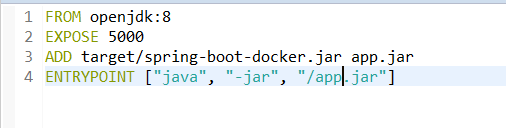 1 FROM openjdk:8
2 EXPOSE 5000
3 ADD target/spring-boot-docker.jar app.jar
4 ENTRYPOINT ["java", "-jar", "/app.jar"]